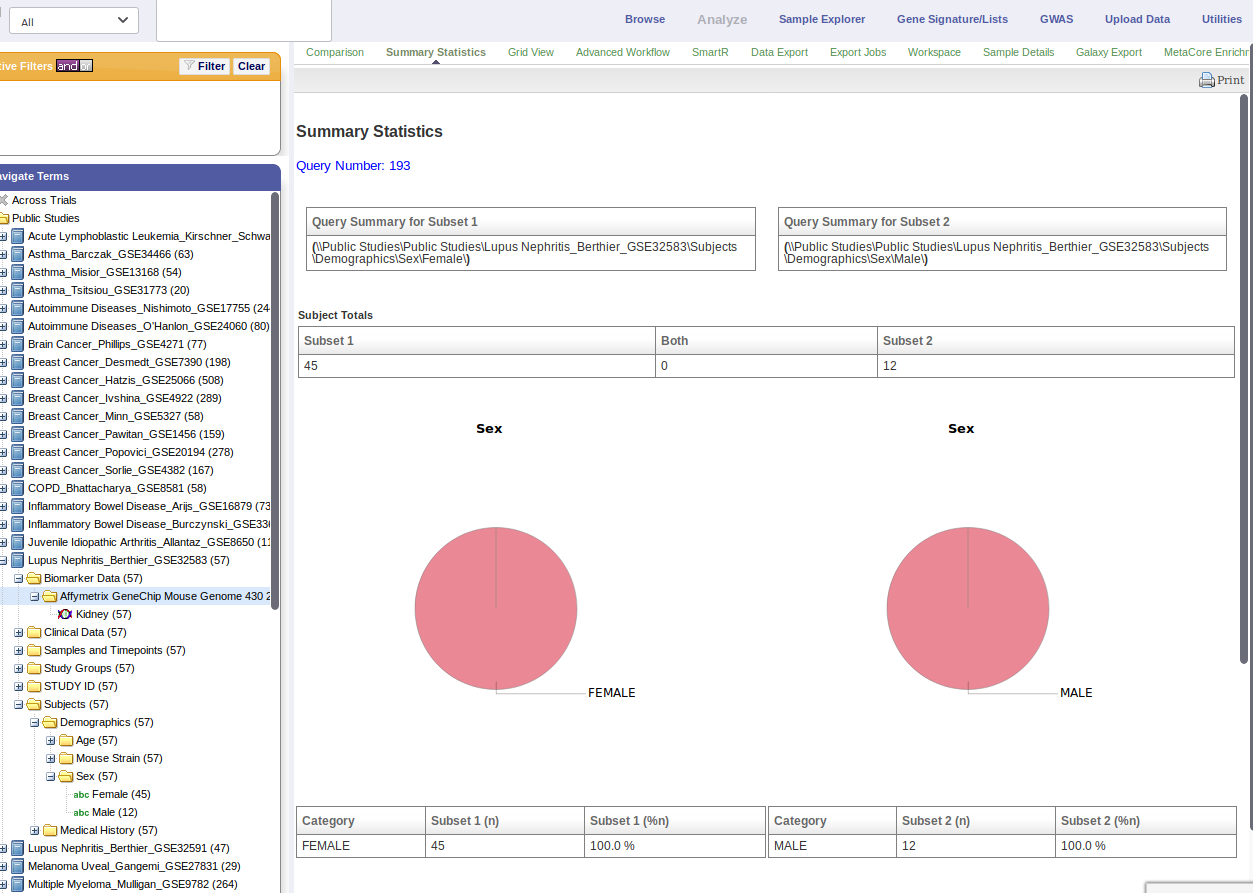 All
Browse
Analyze
Sample Explorer
Gene Signature/Lists
GWAS
Upload Data
Utilities
tive Filters and or
Filter
Clear
Comparison
Summary Statistics
Grid View
Advanced Workflow
SmartR
Data Export
Export Jobs
Workspace
Sample Details
Galaxy Export
MetaCore Enrichm
Print
avigate Terms
Across Trials
Public Studies
Acute Lymphoblastic Leukemia_Kirschner_Schwa
Asthma_Barczak_GSE34466 (63)
Asthma_Misior_GSE13168 (54)
Asthma_Tsitsiou_GSE31773 (20)
Autoimmune Diseases_Nishimoto_GSE17755 (24
Autoimmune Diseases_O'Hanlon_GSE24060 (80)
Brain Cancer_Phillips_GSE4271 (77)
Breast Cancer_Desmedt_GSE7390 (198)
Breast Cancer_Hatzis_GSE25066 (508)
Breast Cancer_Ivshina_GSE4922 (289)
Breast Cancer_Minn_GSE5327 (58)
Breast Cancer_Pawitan_GSE1456 (159)
Breast Cancer_Popovici_GSE20194 (278)
Breast Cancer_Sorlie_GSE4382 (167)
COPD_Bhattacharya_GSE8581 (58)
Inflammatory Bowel Disease_Arijs_GSE16879 (73
Inflammatory Bowel Disease_Burczynski_GSE330
Juvenile Idiopathic Arthritis_Allantaz_GSE8650 (11
Lupus Nephritis_Berthier_GSE32583 (57)
Biomarker Data (57)
Affymetrix GeneChip Mouse Genome 430 2
Kidney (57)
Clinical Data (57)
Samples and Timepoints (57)
Study Groups (57)
STUDY ID (57)
Subjects (57)
Demographics (57)
Age (57)
Mouse Strain (57)
Sex (57)
abc Female (45)
abc Male (12)
Medical History (57)
Lupus Nephritis_Berthier_GSE32591 (47)
Melanoma Uveal_Gangemi_GSE27831 (29)
Multiple Myeloma_Mulligan_GSE9782 (264)
Summary Statistics
Query Number: 193
Query Summary for Subset 1
(\\Public Studies\Public Studies\Lupus Nephritis_Berthier_GSE32583\Subjects
\Demographics\Sex\Female\)
Query Summary for Subset 2
(\\Public Studies\Public Studies\Lupus Nephritis_Berthier_GSE32583\Subjects
\Demographics\Sex\Male\)
Subject Totals
Subset 1 Both Subset 2
45 0 12
Sex
FEMALE
Sex
MALE
Category Subset 1 (n) Subset 1 (%n)
FEMALE 45 100.0 %
Category Subset 2 (n) Subset 2 (%n)
MALE 12 100.0 %